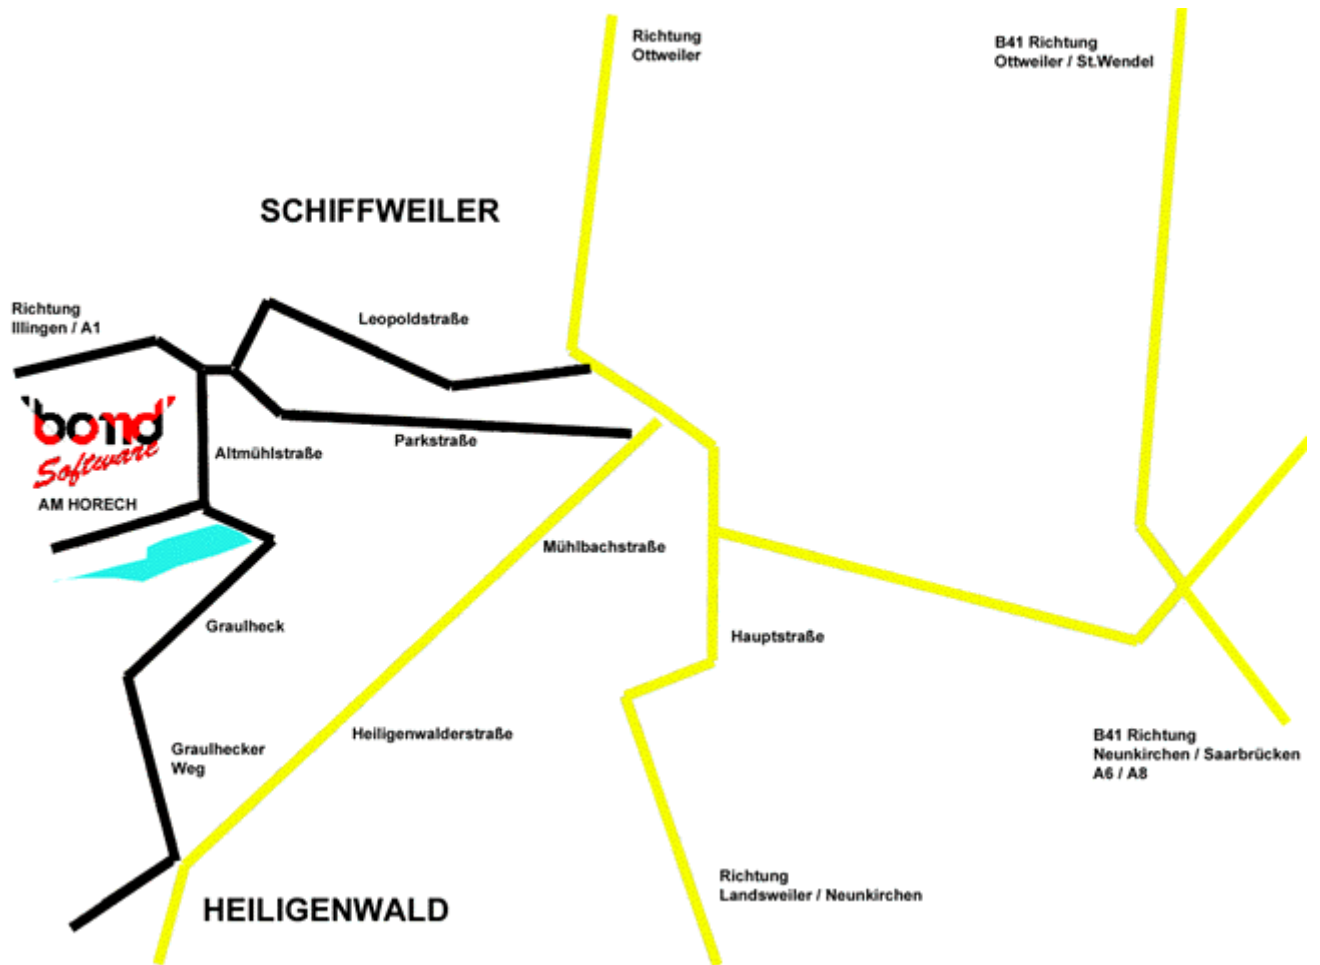 Richtung
Ottweiler
B41 Richtung
Ottweiler / St.Wendel
SCHIFFWEILER
Richtung
Illingen / A1
Leopoldstraße
'bond'
Software
AM HORECH
Altmühlstraße
Parkstraße
Mühlbachstraße
Graulheck
Hauptstraße
Heiligenwalderstraße
Graulhecker
Weg
B41 Richtung
Neunkirchen / Saarbrücken
A6 / A8
Richtung
Landsweiler / Neunkirchen
HEILIGENWALD